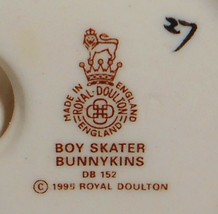 27
MADE IN ENGLAND
ROYAL-DOULTON
ENGLAND
BOY SKATER
BUNNYKINS
DB 152
© 1995 ROYAL DOULTON